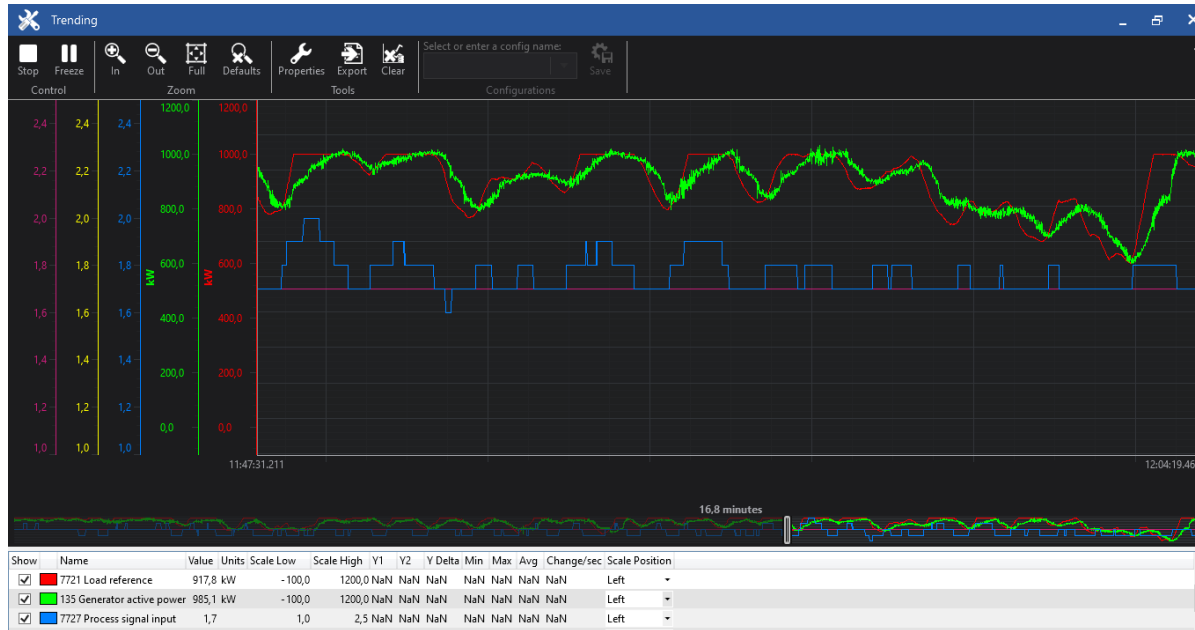 Trending
Select or enter a config name:
Stop Freeze In Out Full Defaults Properties Export Clear Save
Control Zoom Tools Configurations
1200,0 1200,0
2,4 2,4 2,4
1000,0 1000,0
2,2 2,2 2,2
800,0 800,0
2,0 2,0 2,0
600,0 600,0
1,8 1,8 1,8
kW kW
1,6 1,6 1,6
400,0 400,0
1,4 1,4 1,4
200,0 200,0
1,2 1,2 1,2
0,0 0,0
1,0 1,0 1,0
11:47:31.211 12:04:19.46
16,8 minutes
Show Name Value Units Scale Low Scale High Y1 Y2 Y Delta Min Max Avg Change/sec Scale Position
7721 Load reference 917,8 kW -100,0 1200,0 NaN NaN NaN NaN NaN NaN NaN Left
135 Generator active power 985,1 kW -100,0 1200,0 NaN NaN NaN NaN NaN NaN NaN Left
7727 Process signal input 1,7 1,0 2,5 NaN NaN NaN NaN NaN NaN NaN Left